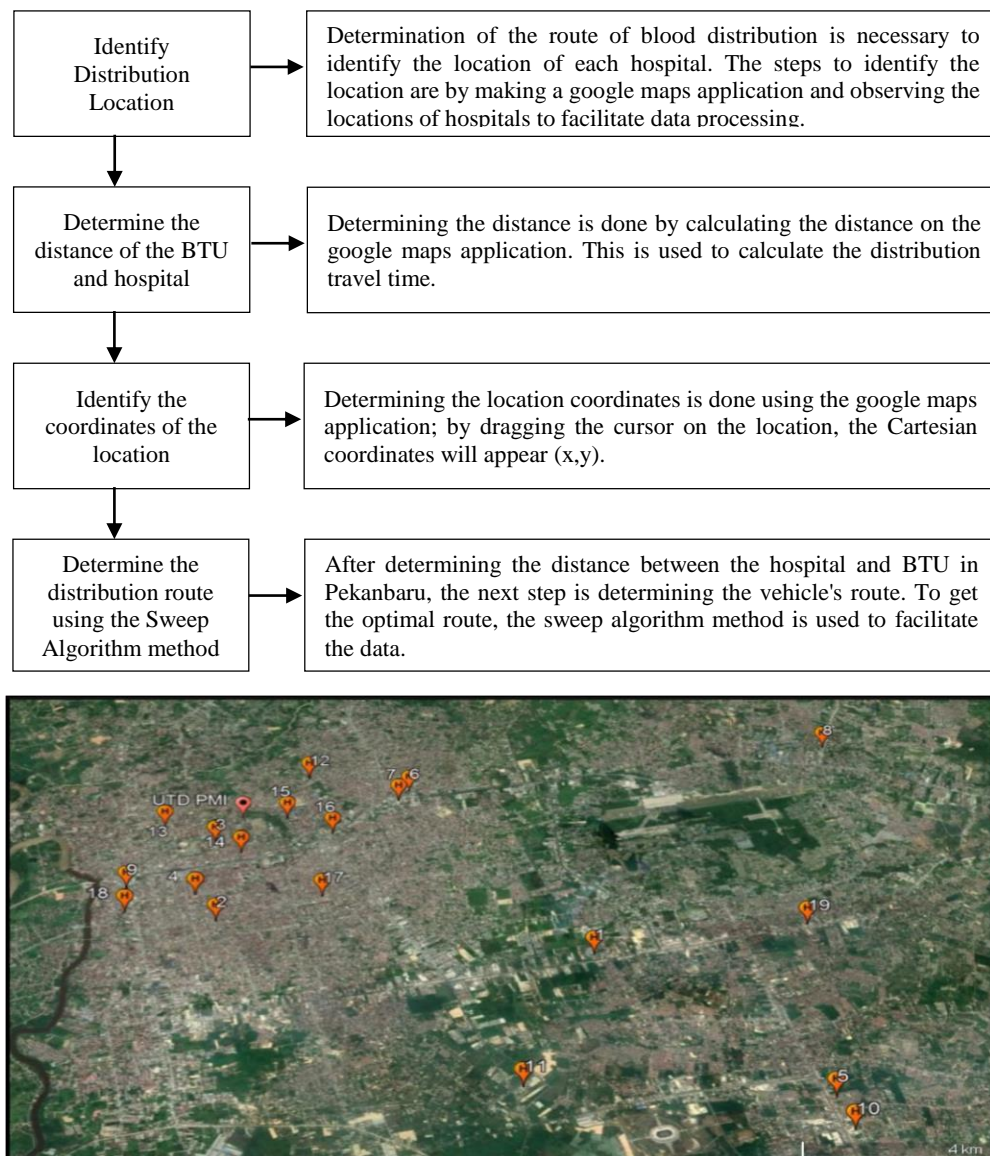 Identify
Distribution
Location
Determination of the route of blood distribution is necessary to
identify the location of each hospital. The steps to identify the
location are by making a google maps application and observing the
locations of hospitals to facilitate data processing.
Determine the
distance of the BTU
and hospital
Determining the distance is done by calculating the distance on the
google maps application. This is used to calculate the distribution
travel time.
Identify the
coordinates of the
location
Determining the location coordinates is done using the google maps
application; by dragging the cursor on the location, the Cartesian
coordinates will appear (x,y).
Determine the
distribution route
using the Sweep
Algorithm method
After determining the distance between the hospital and BTU in
Pekanbaru, the next step is determining the vehicle's route. To get
the optimal route, the sweep algorithm method is used to facilitate
the data.
8
12
7
6
UTD PMI
15
16
13
3
14
9
4
17
18
2
19
1
11
5
10
4 km